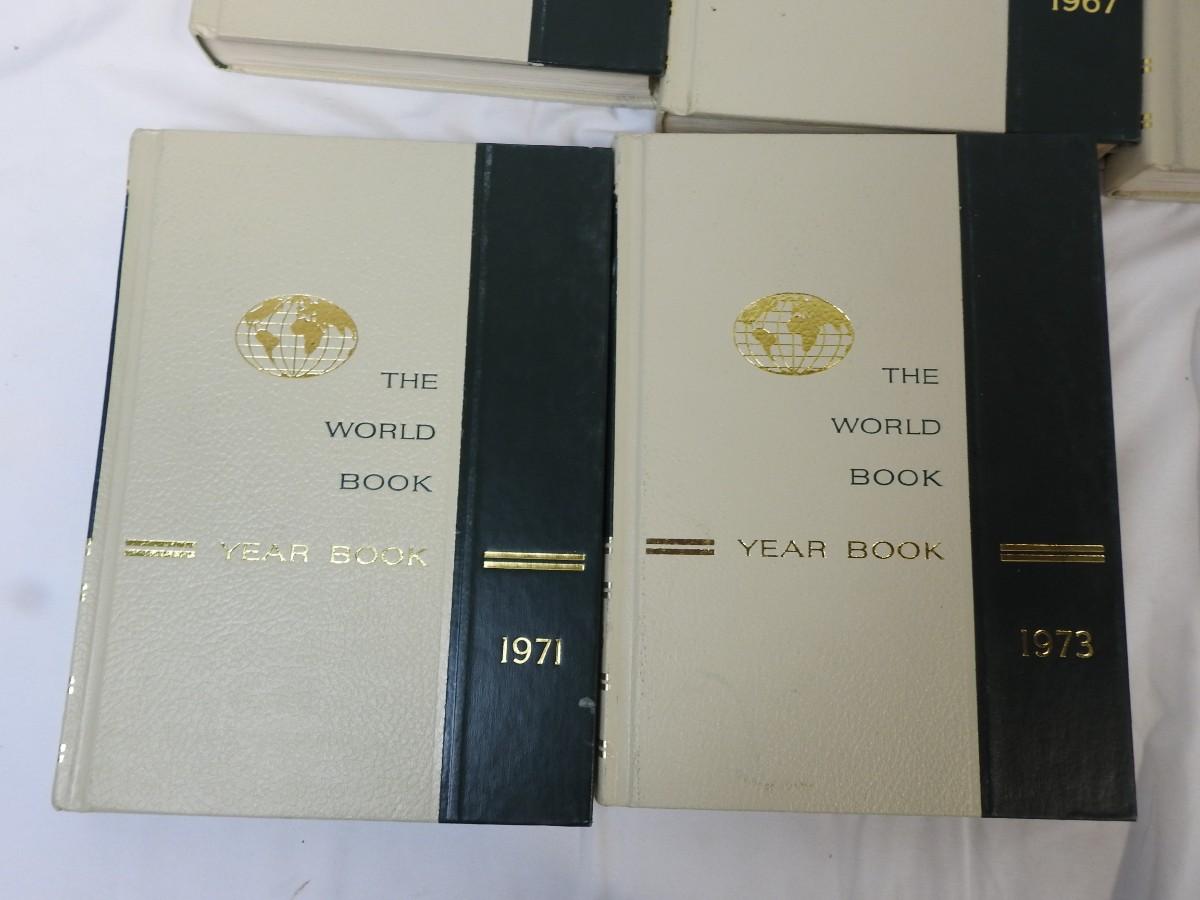 1967
THE
WORLD
BOOK
YEAR BOOK
1971
THE
WORLD
BOOK
YEAR BOOK
1973